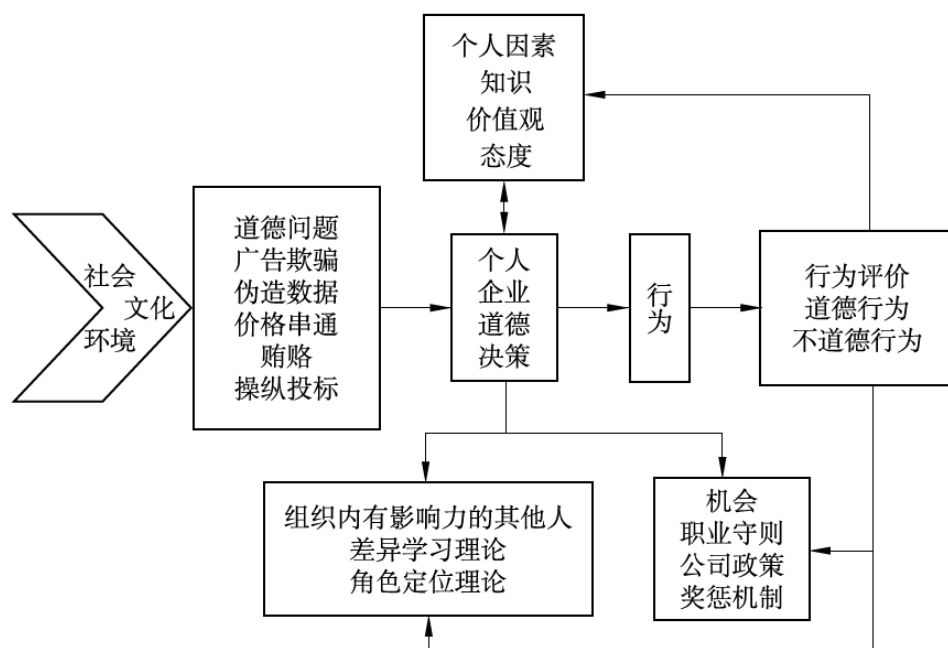 个人因素
知识
价值观
态度
社会
文化
环境
道德问题
广告欺骗
伪造数据
价格串通
贿赂
操纵投标
个人
企业
道德
决策
行为
行为评价
道德行为
不道德行为
组织内有影响力的其他人
差异学习理论
角色定位理论
机会
职业守则
公司政策
奖惩机制